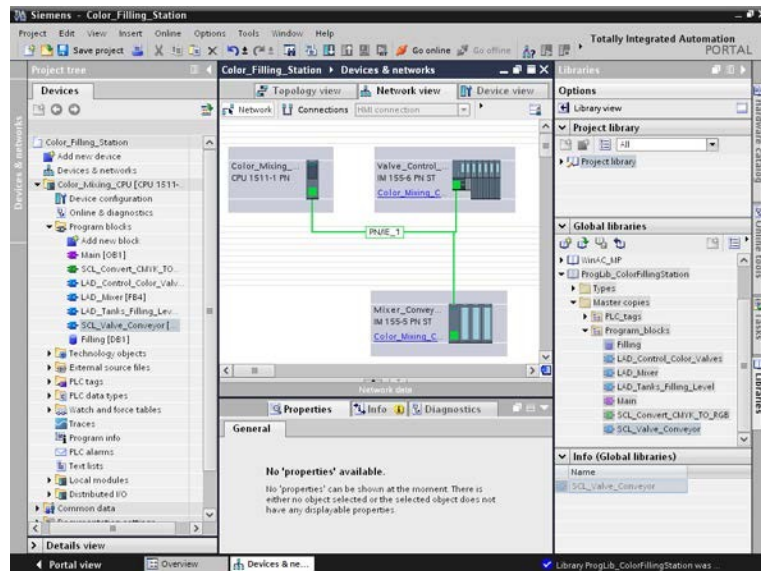 Siemens - Color_Filling_Station
Project Edit View Insert Online Options Tools Window Help
Save project
Go online
Go offline
Totally Integrated Automation
PORTAL
Project tree
Devices
Devices & networks
Color_Filling_Station
Add new device
Devices & networks
Color_Mixing_CPU [CPU 1511-
Device configuration
Online & diagnostics
Program blocks
Add new block
Main [OB1]
SCL_Convert_CMYK_TO...
LAD_Control_Color_Valv...
LAD_Mixer [FB4]
LAD_Tanks_Filling_Lev...
SCL_Valve_Conveyor [...
Filling [DB1]
Technology objects
External source files
PLC tags
PLC data types
Watch and force tables
Traces
Program info
PLC alarms
Text lists
Local modules
Distributed I/O
Common data
Details view
Color_Filling_Station Devices & networks
Topology view
Network view
Device view
Network
Connections
HMI connection
Color_Mixing_...
CPU 1511-1 PN
Valve_Control_...
IM 155-6 PN ST
Color_Mixing_C...
PN/IE_1
Mixer_Convey...
IM 155-5 PN ST
Color_Mixing_C...
Network data
Properties
Info
Diagnostics
General
No 'properties' available.
No 'properties' can be shown at the moment. There is
either no object selected or the selected object does not
have any displayable properties.
Libraries
Options
Library view
Project library
All
Project library
Global libraries
WinAC_MP
ProgLib_ColorFillingStation
Types
Master copies
PLC_tags
Program_blocks
Filling
LAD_Control_Color_Valves
LAD_Mixer
LAD_Tanks_Filling_Level
Main
SCL_Convert_CMYK_TO_RGB
SCL_Valve_Conveyor
Info (Global libraries)
Name
SCL_Valve_Conveyor
Hardware catalog
Online tools
Tasks
Libraries
Portal view
Overview
Devices & ne...
Library ProgLib_ColorFillingStation was ...